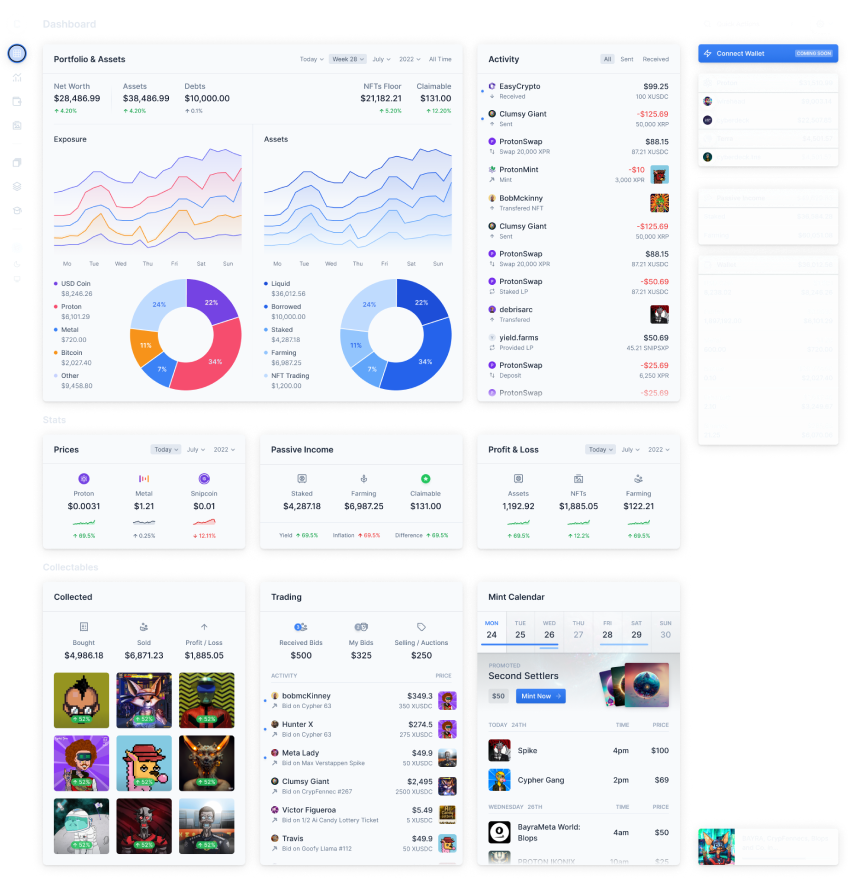 Dashboard
Portfolio & Assets
Today Week 28 July 2022 All Time
Net Worth Assets Debts NFTs Floor Claimable
$28,486.99 $38,486.99 $10,000.00 $21,182.21 $131.00
↑ 4.20% ↑ 4.20% ↑ 0.1% ↑ 5.20% ↑ 12.20%
Exposure Assets
Mo Tue Wed Thu Fri Sat Sun
Mo Tue Wed Thu Fri Sat Sun
USD Coin
$8,246.26
Proton
$6,101.29
Metal
$720.00
Bitcoin
$2,027.40
Other
$9,458.80
24% 22%
11%
7% 34%
Liquid
$36,012.56
Borrowed
$10,000.00
Staked
$4,287.18
Farming
$6,987.25
NFT Trading
$1,200.00
24% 22%
11%
7% 34%
Activity
All Sent Received
EasyCrypto $99.25
Received 100 XUSDC
Clumsy Giant -$125.69
Sent 50,000 XRP
ProtonSwap $88.15
Swap 20,000 XPR 87.21 XUSDC
ProtonMint -$10
Mint 3,000 XPR
BobMckinny
Transfered NFT
Clumsy Giant -$125.69
Sent 50,000 XRP
ProtonSwap $88.15
Swap 20,000 XPR 87.21 XUSDC
ProtonSwap -$50.69
Staked LP 87.21 XUSDC
debrisarc
Transfered
yield.farms $50.69
Provided LP 45.21 SNIPSXP
ProtonSwap -$25.69
Deposit 6,250 XPR
ProtonSwap -$25.69
Connect Wallet COMING SOON
Stats
Prices
Today July 2022
Proton Metal Snipcoin
$0.0031 $1.21 $0.01
↑ 69.5% ↑ 0.25% ↓ 12.11%
Passive Income
Staked Farming Claimable
$4,287.18 $6,987.25 $131.00
Yield ↑ 69.5% Inflation ↑ 69.5% Difference ↑ 69.5%
Profit & Loss
Today July 2022
Assets NFTs Farming
1,192.92 $1,885.05 $122.21
↑ 69.5% ↑ 12.2% ↑ 69.5%
Collectables
Collected
Bought Sold Profit / Loss
$4,986.18 $6,871.23 $1,885.05
↑ 52% ↑ 52% ↑ 52%
↑ 52% ↑ 52% ↑ 52%
↑ 52% ↑ 52% ↑ 52%
Trading
Received Bids My Bids Selling / Auctions
$500 $325 $250
ACTIVITY PRICE
bobmcKinney $349.3
Bid on Cypher 63 350 XUSDC
Hunter X $274.5
Bid on Cypher 63 275 XUSDC
Meta Lady $49.9
Bid on Max Verstappen Spike 50 XUSDC
Clumsy Giant $2,495
Bid on CrypFennec #267 2500 XUSDC
Victor Figueroa $5.49
Bid on 1/2 Ai Candy Lottery Ticket 5 XUSDC
Travis $49.9
Bid on Goofy Llama #112 50 XUSDC
Mint Calendar
MON TUE WED THU FRI SAT SUN
24 25 26 27 28 29 30
PROMOTED
Second Settlers
$50 Mint Now
TODAY 24TH TIME PRICE
Spike 4pm $100
Cypher Gang 2pm $69
WEDNESDAY 26TH TIME PRICE
BayraMeta World: 4am $50
Blops
PROTON IKONIX 10am $25